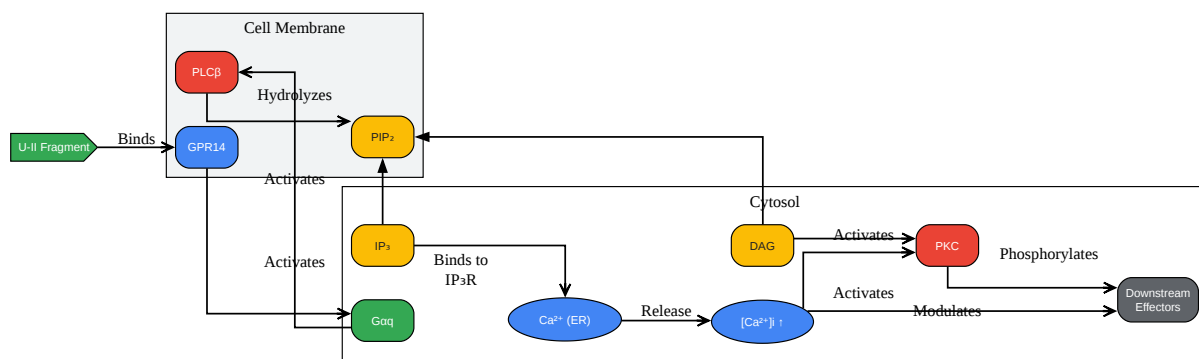 Cell Membrane
PLCβ
Hydrolyzes
PIP₂
U-II Fragment
Binds
GPR14
Activates
Cytosol
IP₃
Binds to
IP₃R
Activates
DAG
Activates
PKC
Phosphorylates
Gαq
Ca²⁺ (ER)
Release
[Ca²⁺]i ↑
Activates
Modulates
Downstream
Effectors